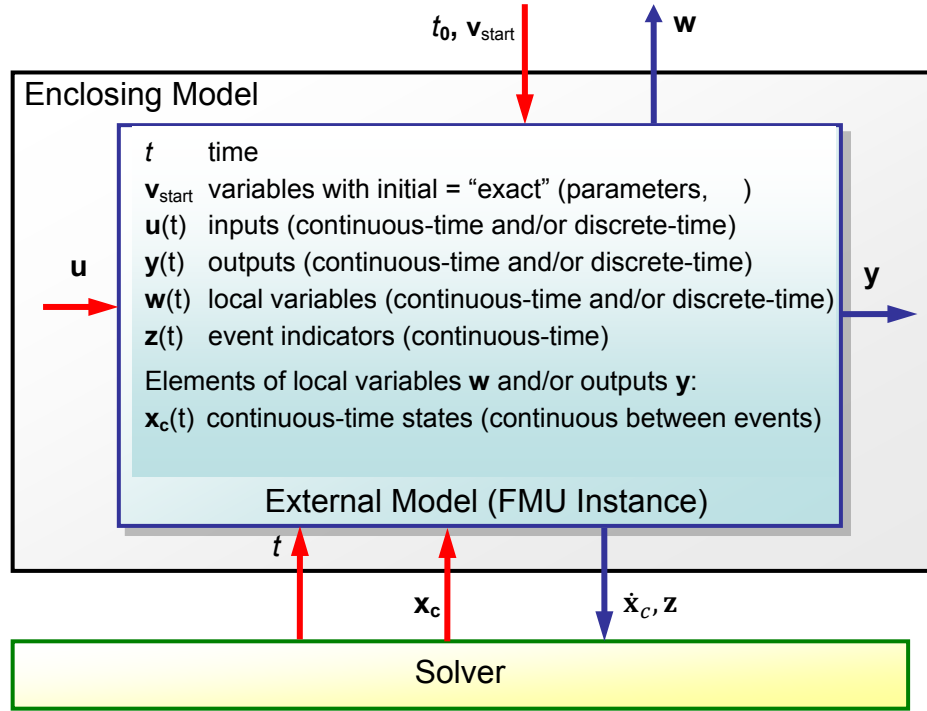 t0, vstart
w
Enclosing Model
t time
vstart variables with initial = “exact” (parameters, )
u(t) inputs (continuous-time and/or discrete-time)
y(t) outputs (continuous-time and/or discrete-time)
w(t) local variables (continuous-time and/or discrete-time)
z(t) event indicators (continuous-time)
Elements of local variables w and/or outputs y:
xc(t) continuous-time states (continuous between events)
u
y
External Model (FMU Instance)
t
xc
ẋc, z
Solver